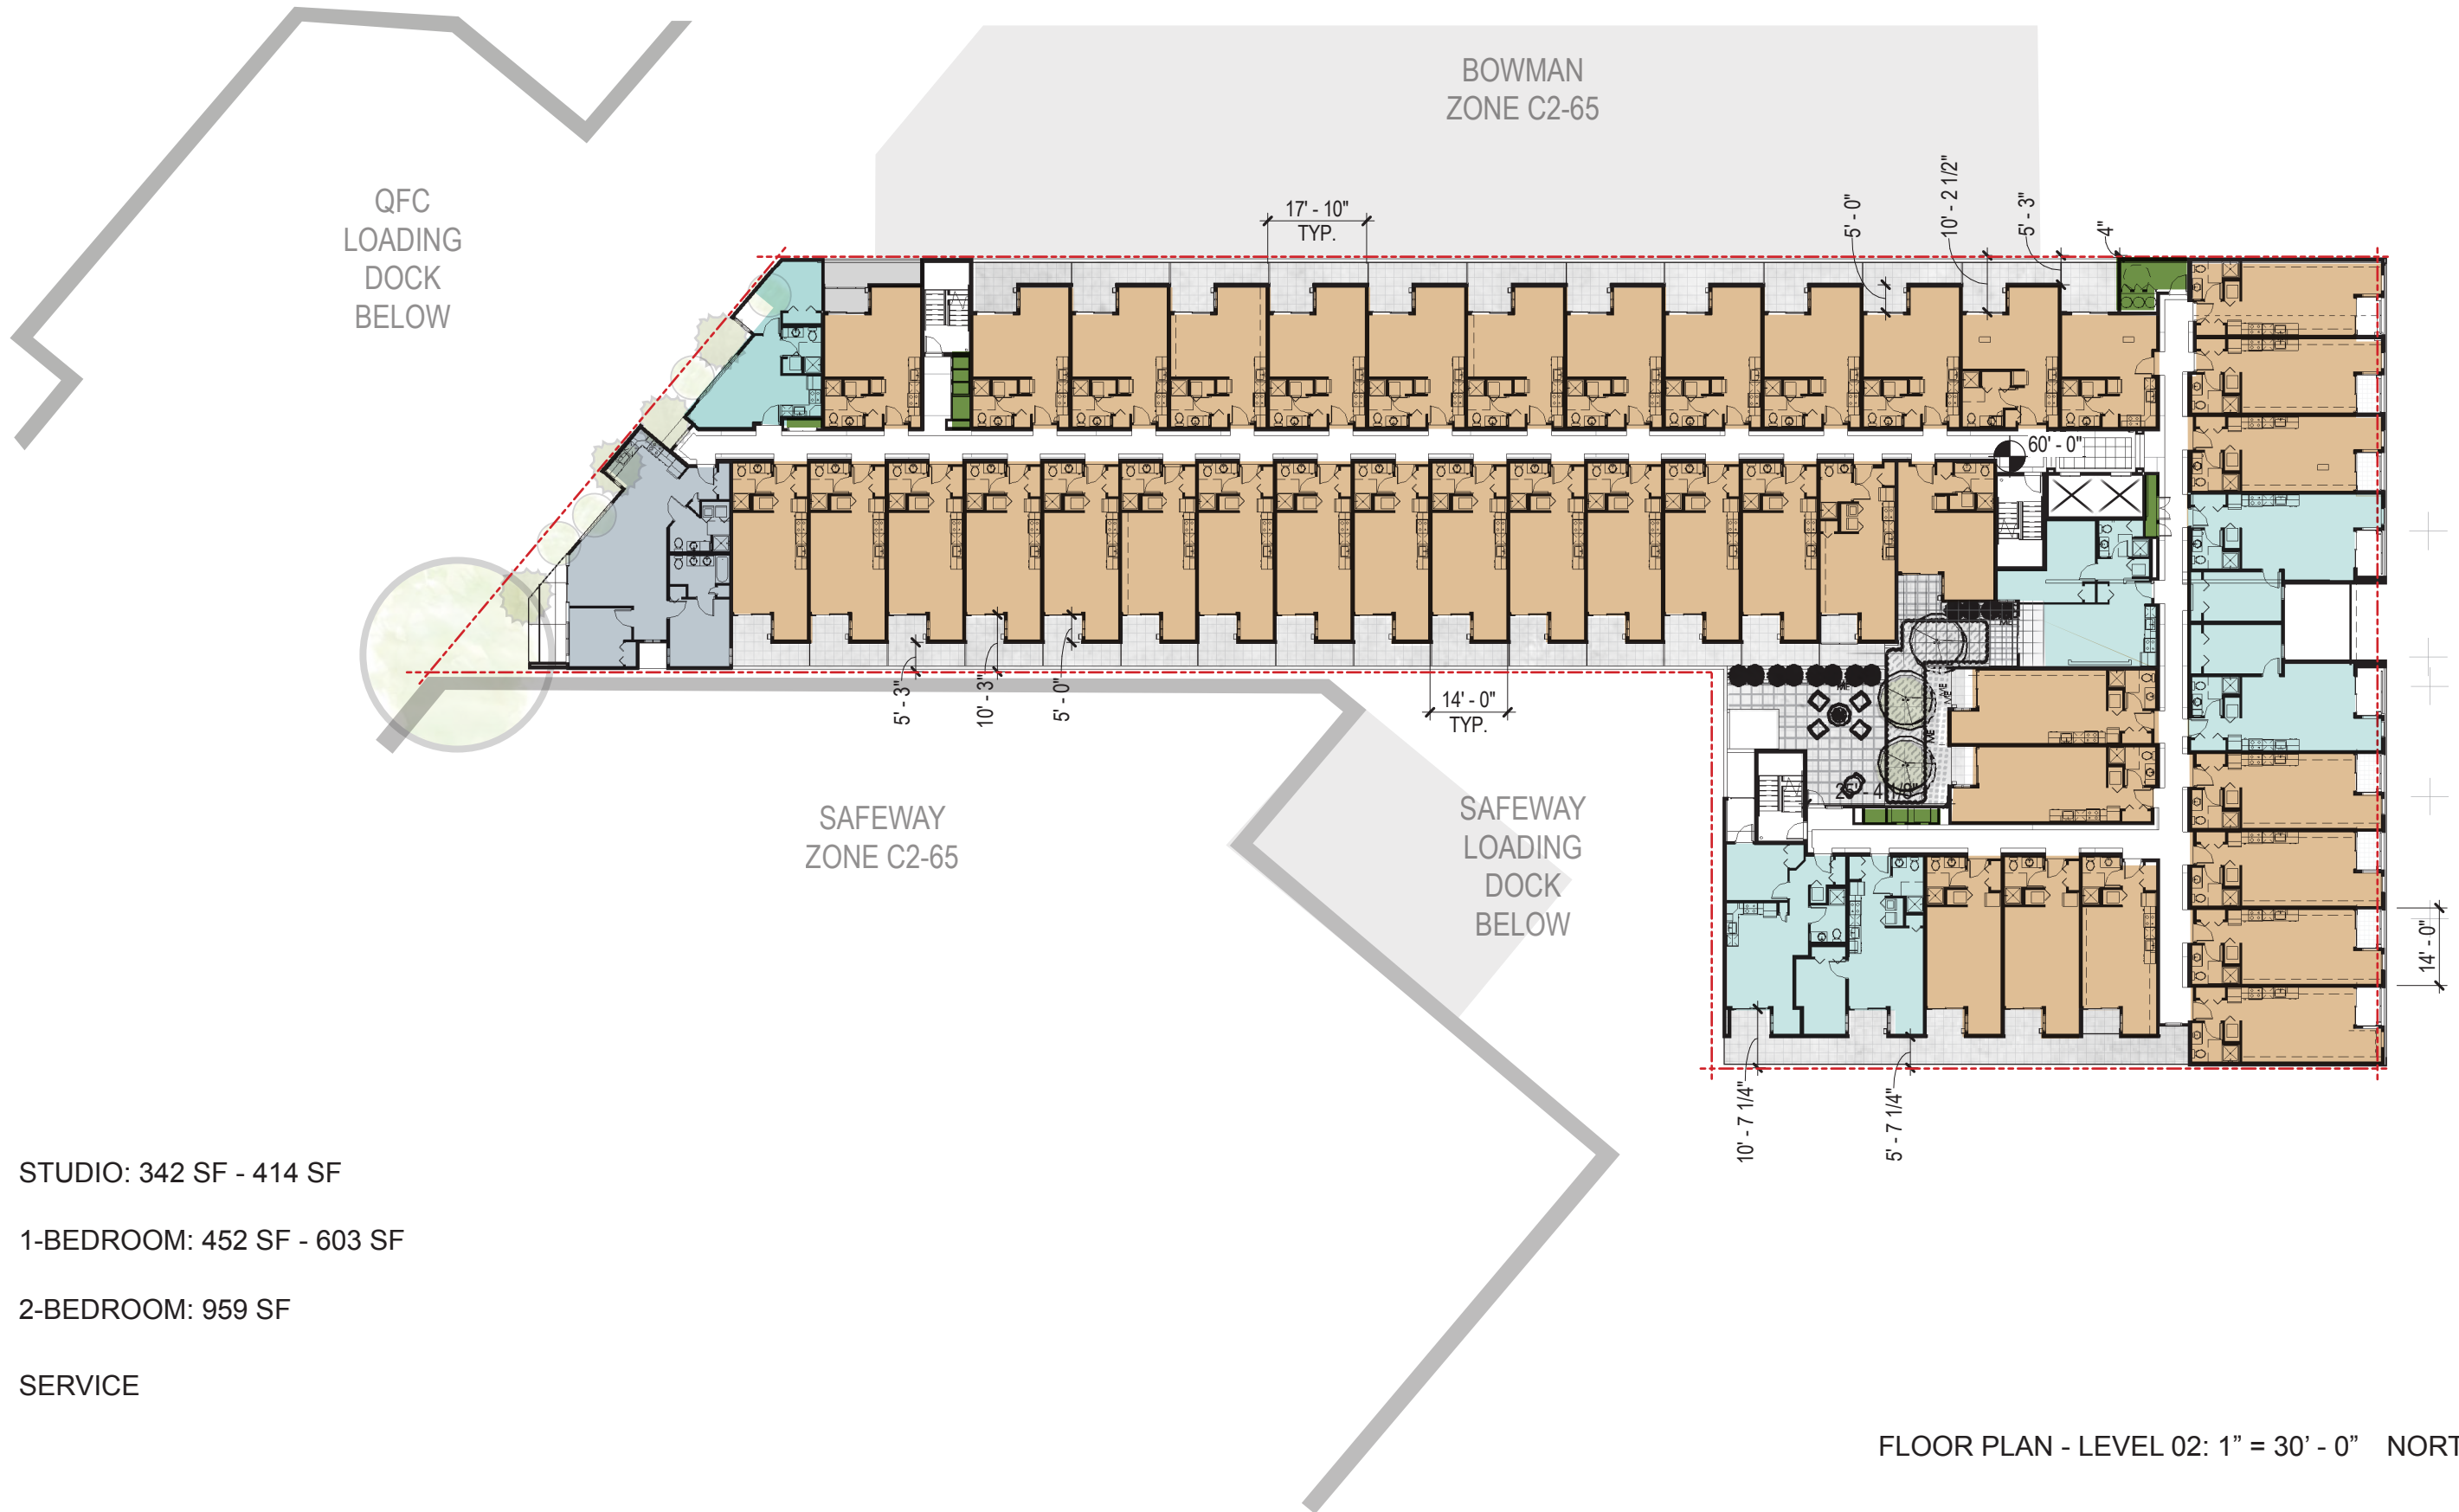 BOWMAN
ZONE C2-65
QFC
LOADING
DOCK
BELOW
17' - 10"
TYP.
5' - 0"
10' - 2 1/2"
5' - 3"
4"
60' - 0"
5' - 3"
10' - 3"
5' - 0"
14' - 0"
TYP.
SAFEWAY
ZONE C2-65
SAFEWAY
LOADING
DOCK
BELOW
14' - 0"
10' - 7 1/4"
5' - 7 1/4"
STUDIO: 342 SF - 414 SF
1-BEDROOM: 452 SF - 603 SF
2-BEDROOM: 959 SF
SERVICE
FLOOR PLAN - LEVEL 02: 1” = 30’ - 0” NORT